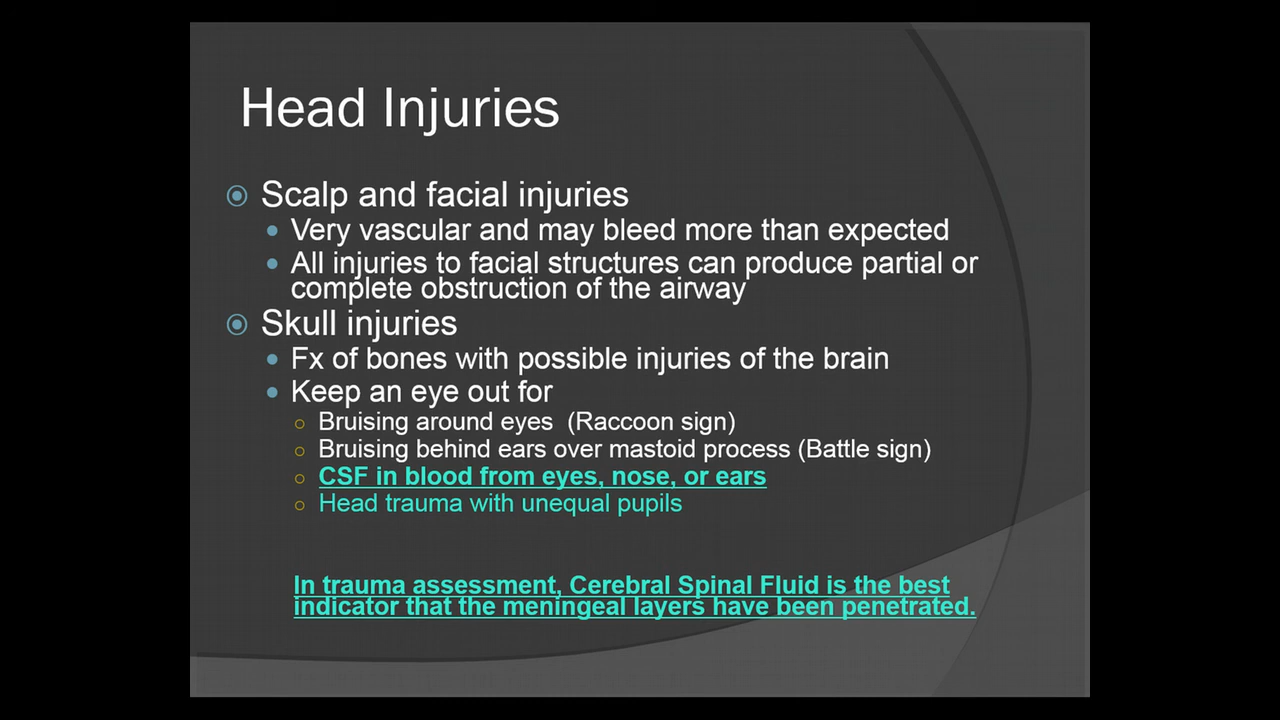 Head Injuries
Scalp and facial injuries
Very vascular and may bleed more than expected
All injuries to facial structures can produce partial or
complete obstruction of the airway
Skull injuries
Fx of bones with possible injuries of the brain
Keep an eye out for
Bruising around eyes  (Raccoon sign)
Bruising behind ears over mastoid process (Battle sign)
CSF in blood from eyes, nose, or ears
Head trauma with unequal pupils
In trauma assessment, Cerebral Spinal Fluid is the best
indicator that the meningeal layers have been penetrated.